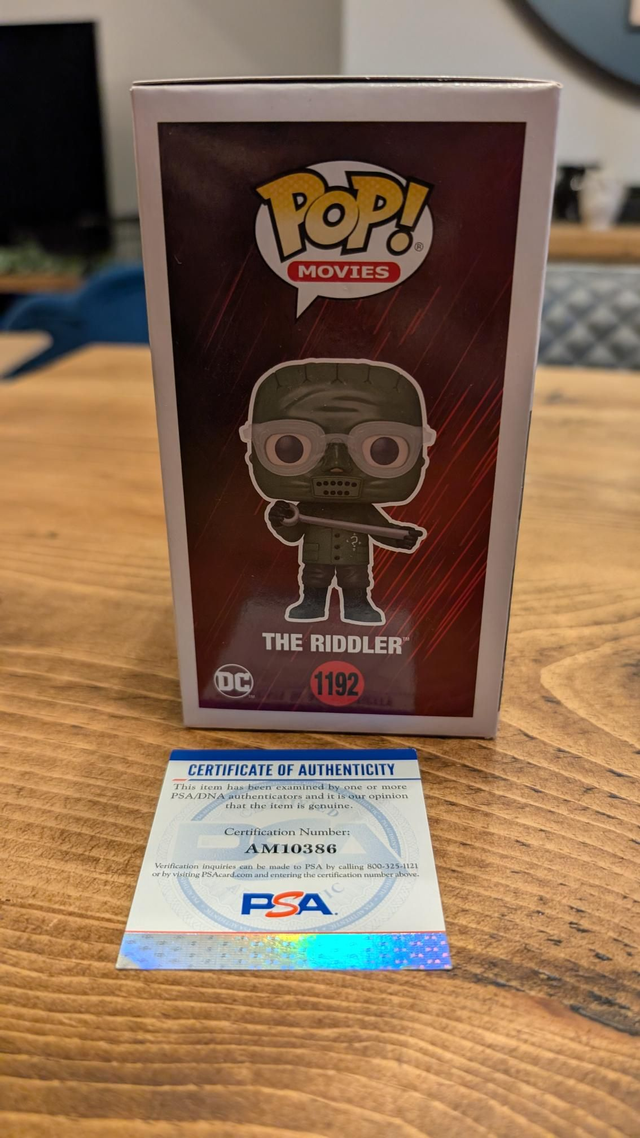 POP!®
MOVIES
THE RIDDLER™
DC
1192
CERTIFICATE OF AUTHENTICITY
This item has been examined by one or more
PSA/DNA authenticators and it is our opinion
that the item is genuine.
Certification Number:
AM10386
Verification inquiries can be made to PSA by calling 800-325-1121
or by visiting PSAcard.com and entering the certification number above.
PSA